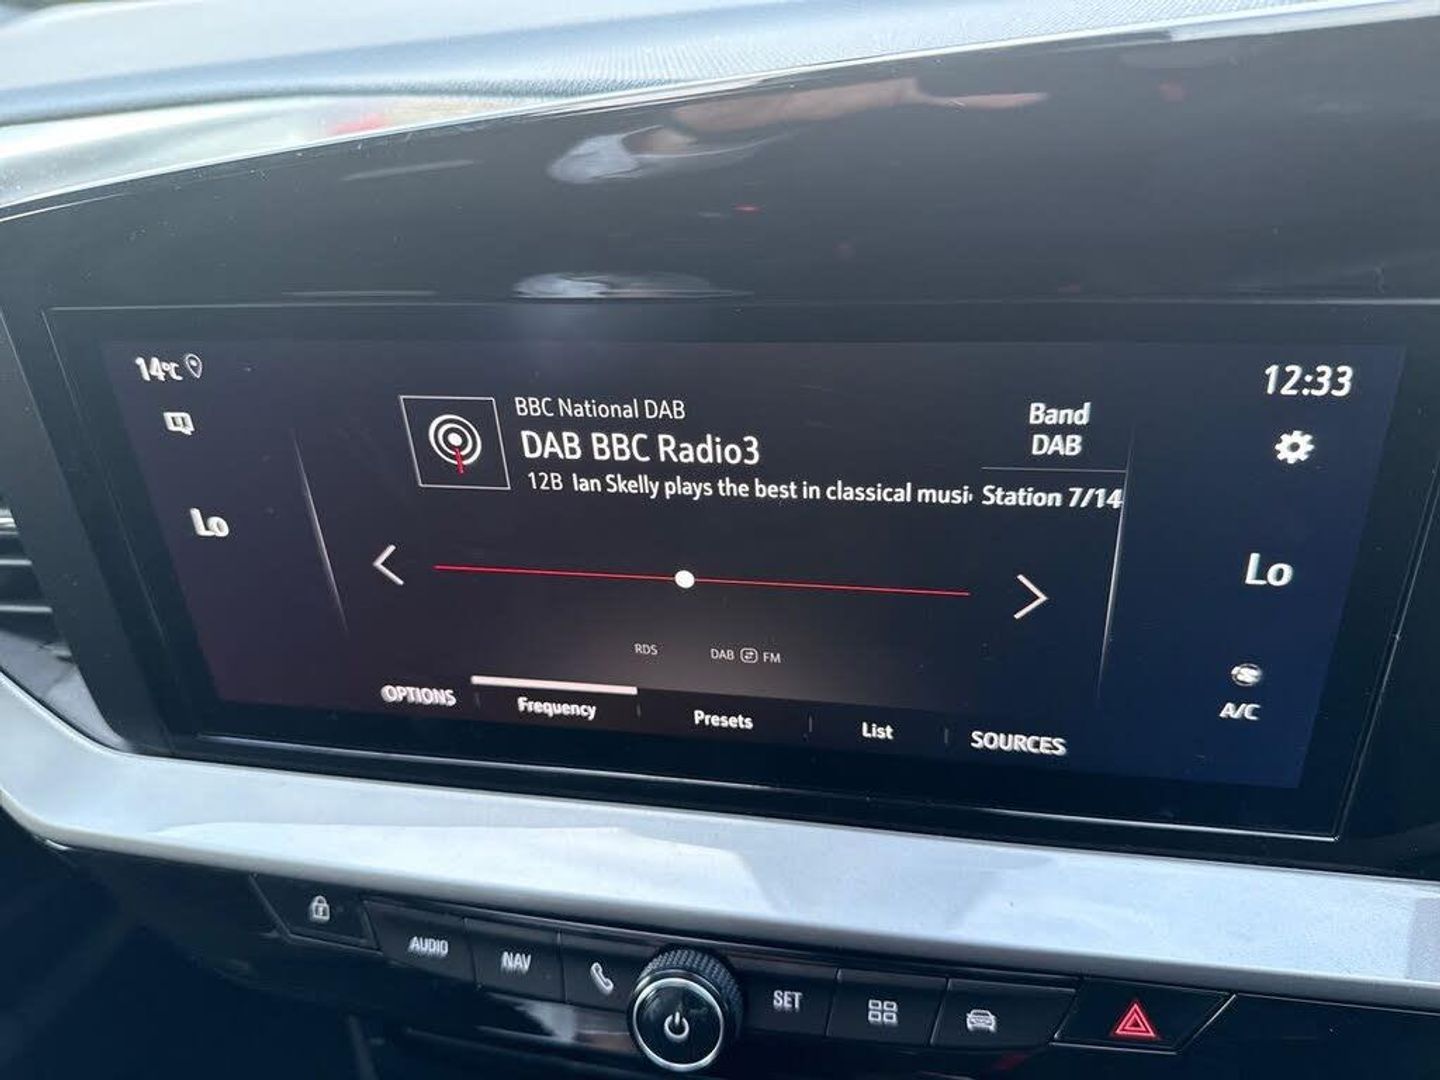 14°C
12:33
BBC National DAB
DAB BBC Radio3
12B Ian Skelly plays the best in classical musi
Band
DAB
Station 7/14
Lo
Lo
RDS
DAB FM
A/C
OPTIONS
Frequency
Presets
List
SOURCES
AUDIO
NAV
SET